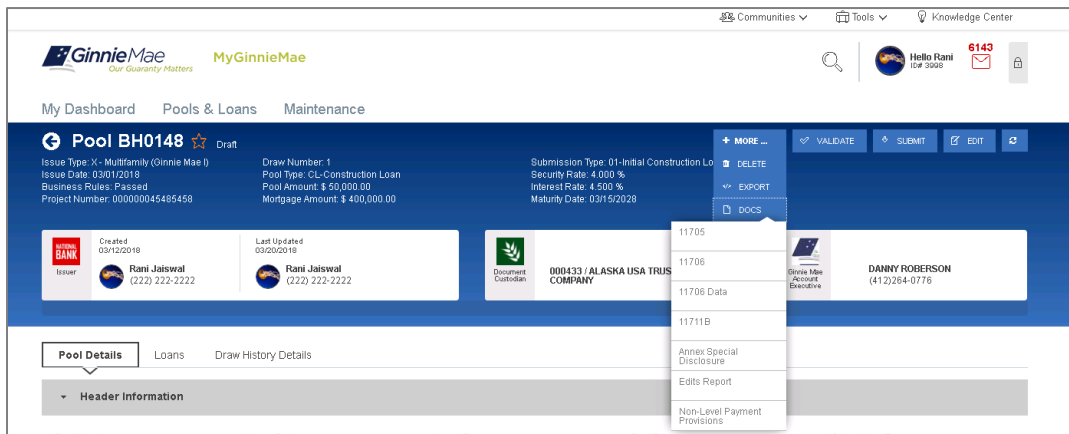 Communities
Tools
Knowledge Center
GinnieMae
Our Guaranty Matters
MyGinnieMae
Hello Rani
ID# 3998
6143
My Dashboard
Pools & Loans
Maintenance
Pool BH0148
Draft
+ MORE ...
VALIDATE
SUBMIT
EDIT
Issue Type: X - Multifamily (Ginnie Mae I)
Issue Date: 03/01/2018
Business Rules: Passed
Project Number: 000000045485458
Draw Number: 1
Pool Type: CL-Construction Loan
Pool Amount: $ 50,000.00
Mortgage Amount: $ 400,000.00
Submission Type: 01-Initial Construction Lo
Security Rate: 4.000 %
Interest Rate: 4.500 %
Maturity Date: 03/15/2028
DELETE
</> EXPORT
DOCS
11705
11706
11706 Data
11711B
Annex Special
Disclosure
Edits Report
Non-Level Payment
Provisions
NATIONAL
BANK
Issuer
Created
03/12/2018
Rani Jaiswal
(222) 222-2222
Last Updated
03/20/2018
Rani Jaiswal
(222) 222-2222
Document
Custodian
000433 / ALASKA USA TRUS
COMPANY
Ginnie Mae
Account
Executive
DANNY ROBERSON
(412)264-0776
Pool Details
Loans
Draw History Details
Header Information